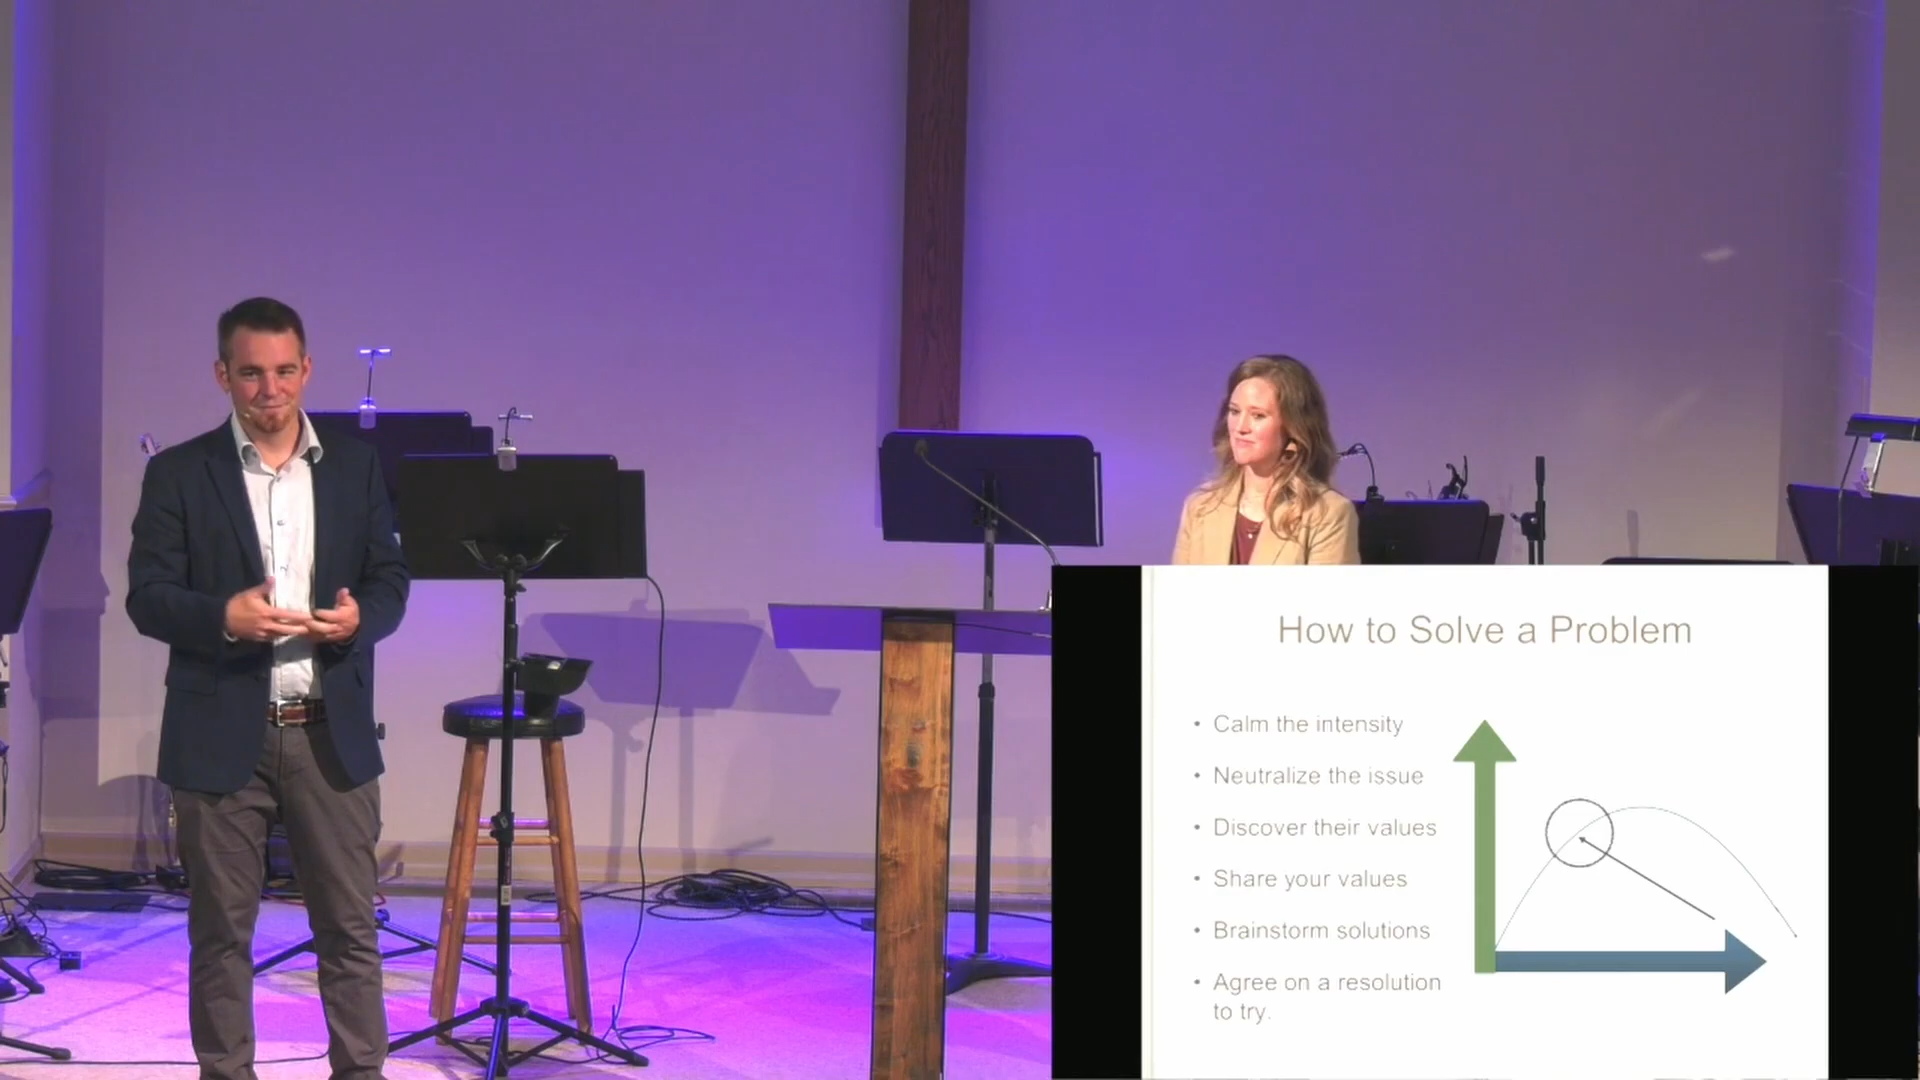 How to Solve a Problem
• Calm the intensity
• Neutralize the issue
• Discover their values
• Share your values
• Brainstorm solutions
• Agree on a resolution
to try.